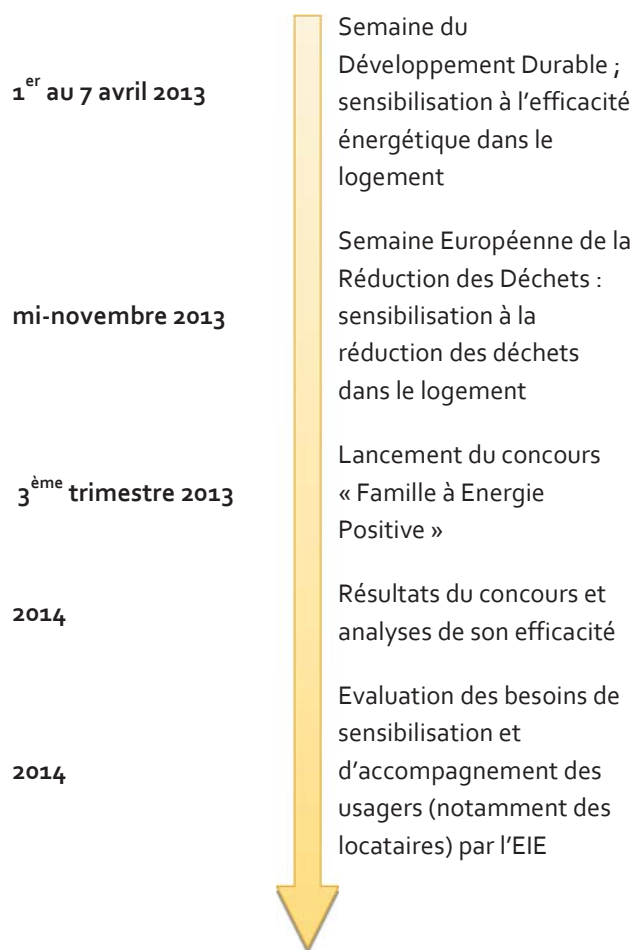 1er au 7 avril 2013
Semaine du
Développement Durable ;
sensibilisation à l’efficacité
énergétique dans le
logement
mi-novembre 2013
Semaine Européenne de la
Réduction des Déchets :
sensibilisation à la
réduction des déchets
dans le logement
3ème trimestre 2013
Lancement du concours
« Famille à Energie
Positive »
2014
Résultats du concours et
analyses de son efficacité
2014
Evaluation des besoins de
sensibilisation et
d’accompagnement des
usagers (notamment des
locataires) par l’EIE